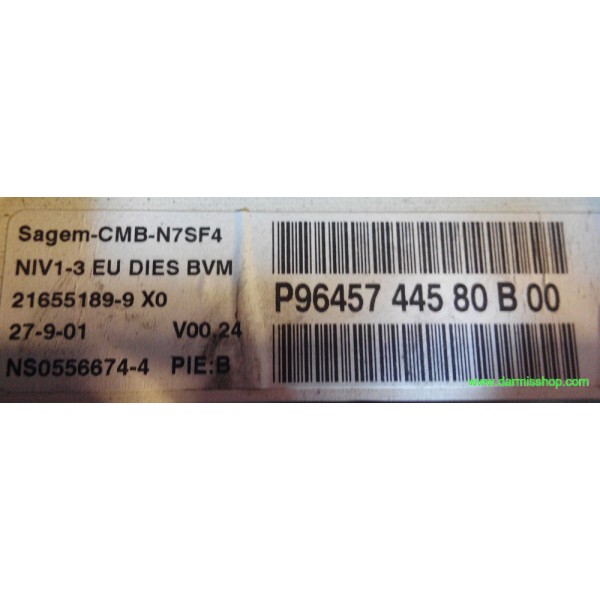 Sagem-CMB-N7SF4
NIV1-3 EU DIES BVM
21655189-9 X0
27-9-01 V00.24
NS0556674-4 PIE:B
P96457 445 80 B 00
www.darmisshop.com